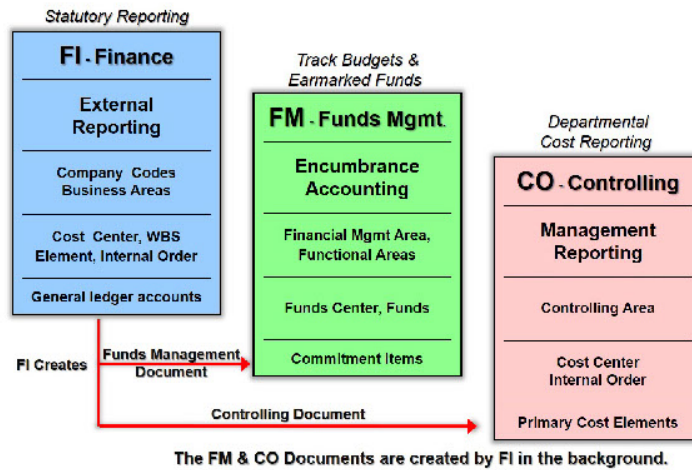 Statutory Reporting
FI - Finance
External
Reporting
Company Codes
Business Areas
Cost Center, WBS
Element, Internal Order
General ledger accounts
Track Budgets &
Earmarked Funds
FM - Funds Mgmt.
Encumbrance
Accounting
Financial Mgmt Area,
Functional Areas
Funds Center, Funds
Commitment Items
Departmental
Cost Reporting
CO - Controlling
Management
Reporting
Controlling Area
Cost Center
Internal Order
Primary Cost Elements
FI Creates
Funds Management
Document
Controlling Document
The FM & CO Documents are created by FI in the background.